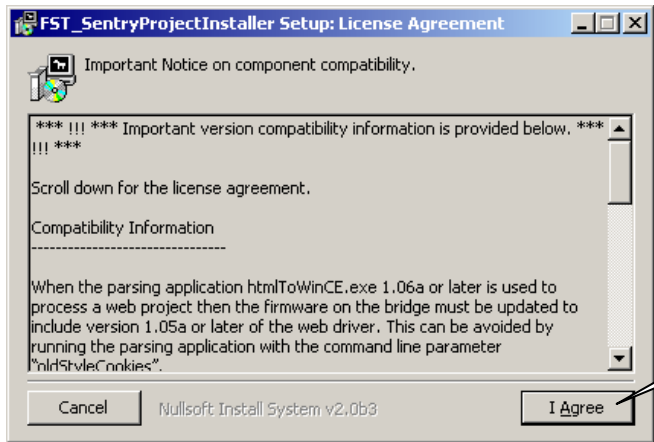 FST_SentryProjectInstaller Setup: License Agreement
Important Notice on component compatibility.
*** !!! *** Important version compatibility information is provided below. ***
!!! ***
Scroll down for the license agreement.
Compatibility Information
-------------------------------
When the parsing application htmlToWinCE.exe 1.06a or later is used to
process a web project then the firmware on the bridge must be updated to
include version 1.05a or later of the web driver. This can be avoided by
running the parsing application with the command line parameter
"oldStyleCookies".
Cancel
Nullsoft Install System v2.0b3
I Agree